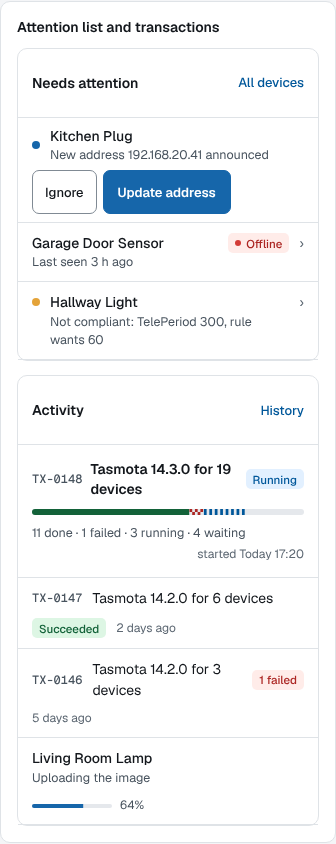 Attention list and transactions
Needs attention
All devices
Kitchen Plug
New address 192.168.20.41 announced
Ignore
Update address
Garage Door Sensor
Offline
Last seen 3 h ago
Hallway Light
Not compliant: TelePeriod 300, rule
wants 60
Activity
History
TX-0148
Tasmota 14.3.0 for 19
devices
Running
11 done · 1 failed · 3 running · 4 waiting
started Today 17:20
TX-0147
Tasmota 14.2.0 for 6 devices
Succeeded
2 days ago
TX-0146
Tasmota 14.2.0 for 3
devices
1 failed
5 days ago
Living Room Lamp
Uploading the image
64%